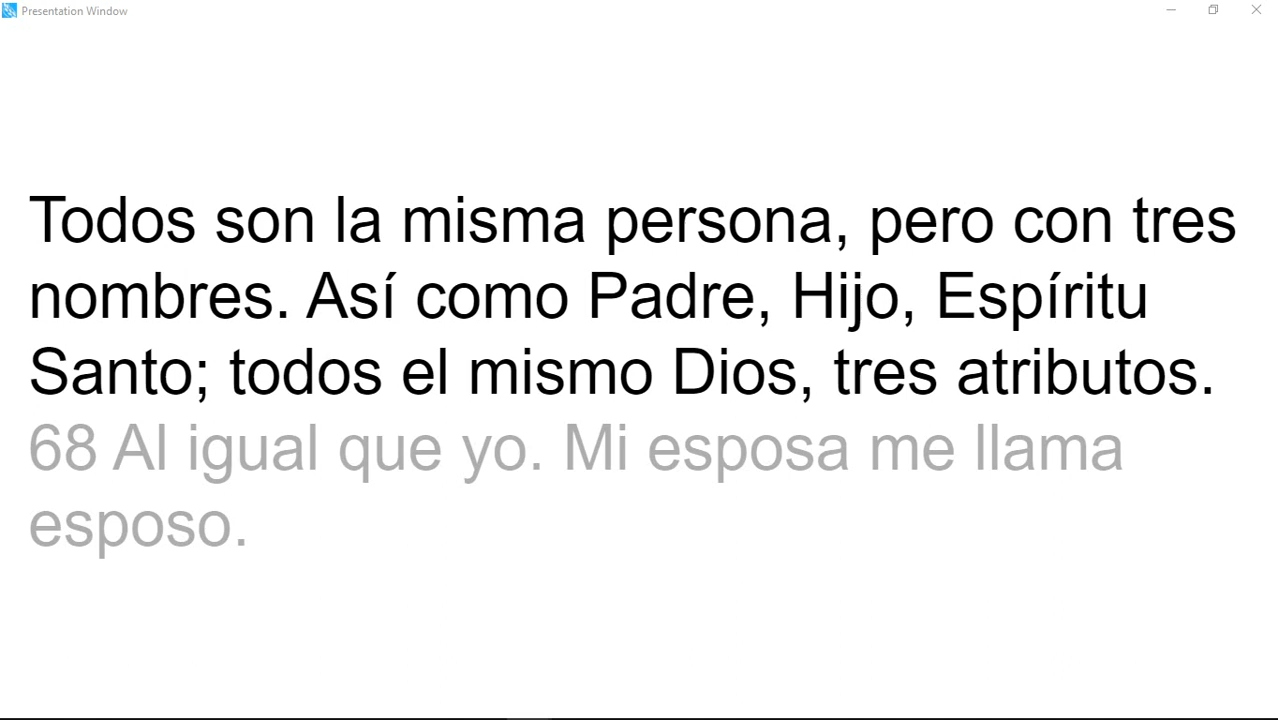 Presentation Window
Todos son la misma persona, pero con tres
nombres. Así como Padre, Hijo, Espíritu
Santo; todos el mismo Dios, tres atributos.
68 Al igual que yo. Mi esposa me llama
esposo.